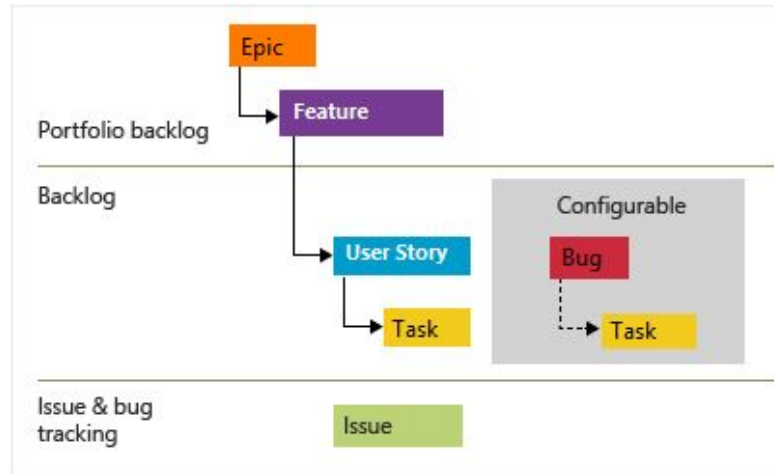 Epic
Feature
Portfolio backlog
Backlog
Configurable
User Story
Bug
Task
Task
Issue & bug
tracking
Issue